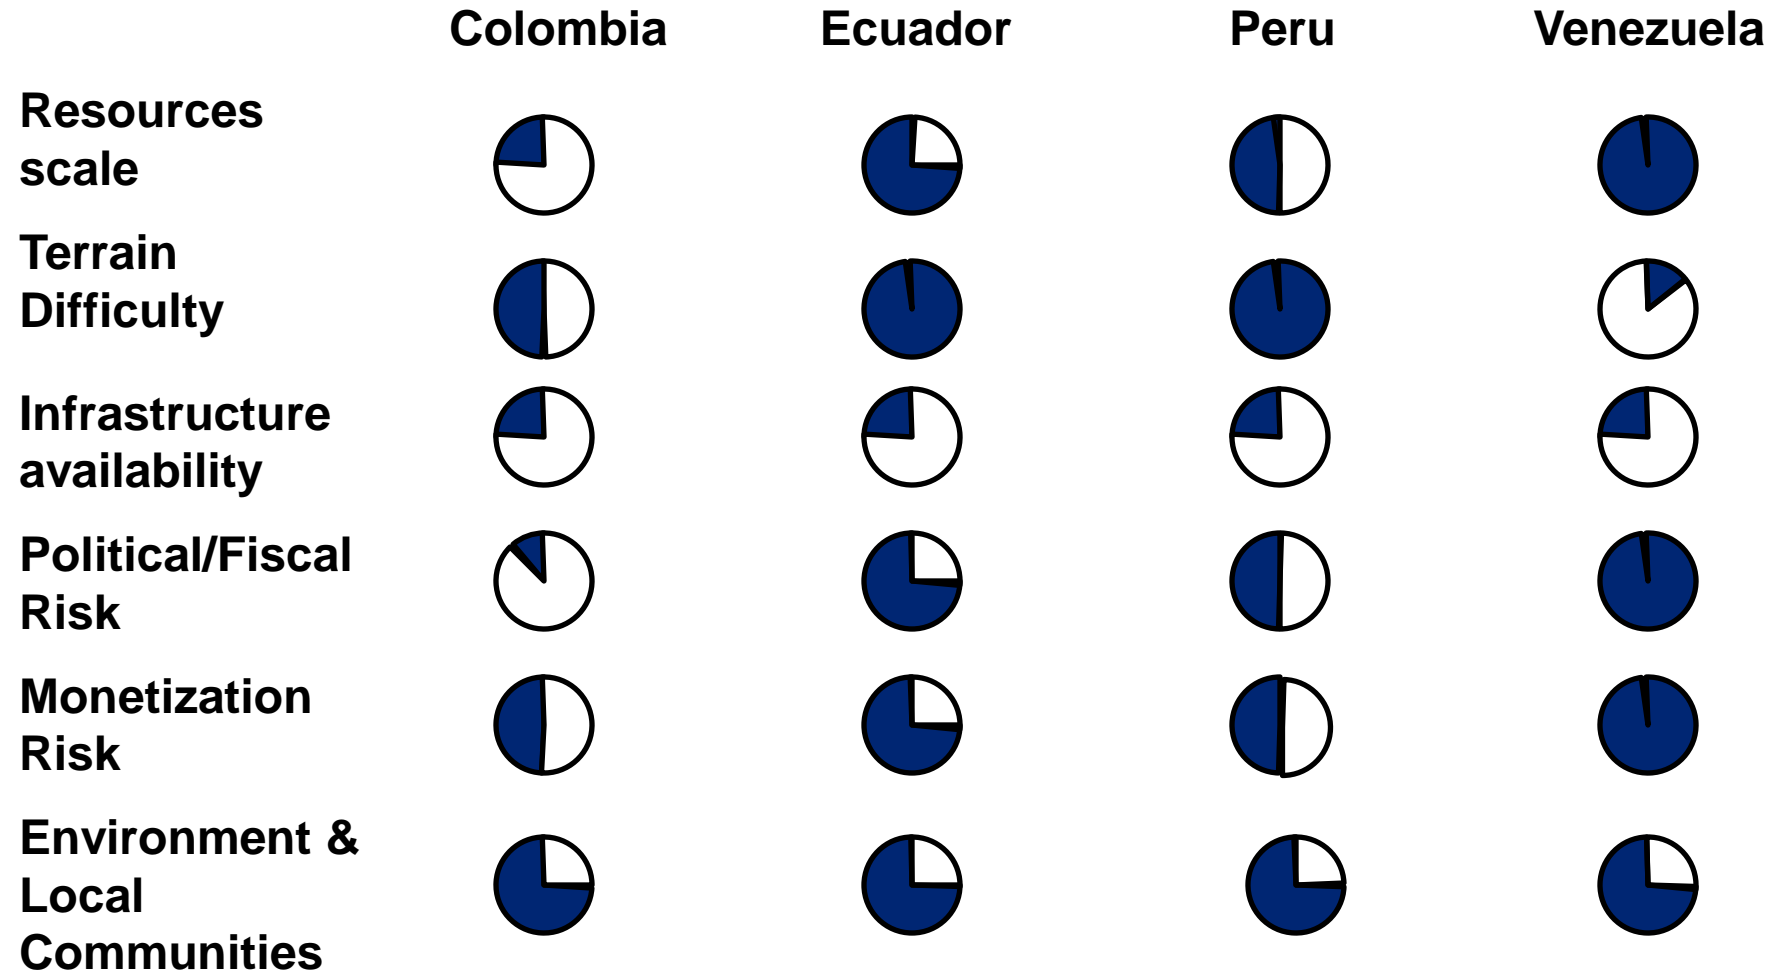 Colombia Ecuador Peru Venezuela
Resources
scale
Terrain
Difficulty
Infrastructure
availability
Political/Fiscal
Risk
Monetization
Risk
Environment &
Local
Communities